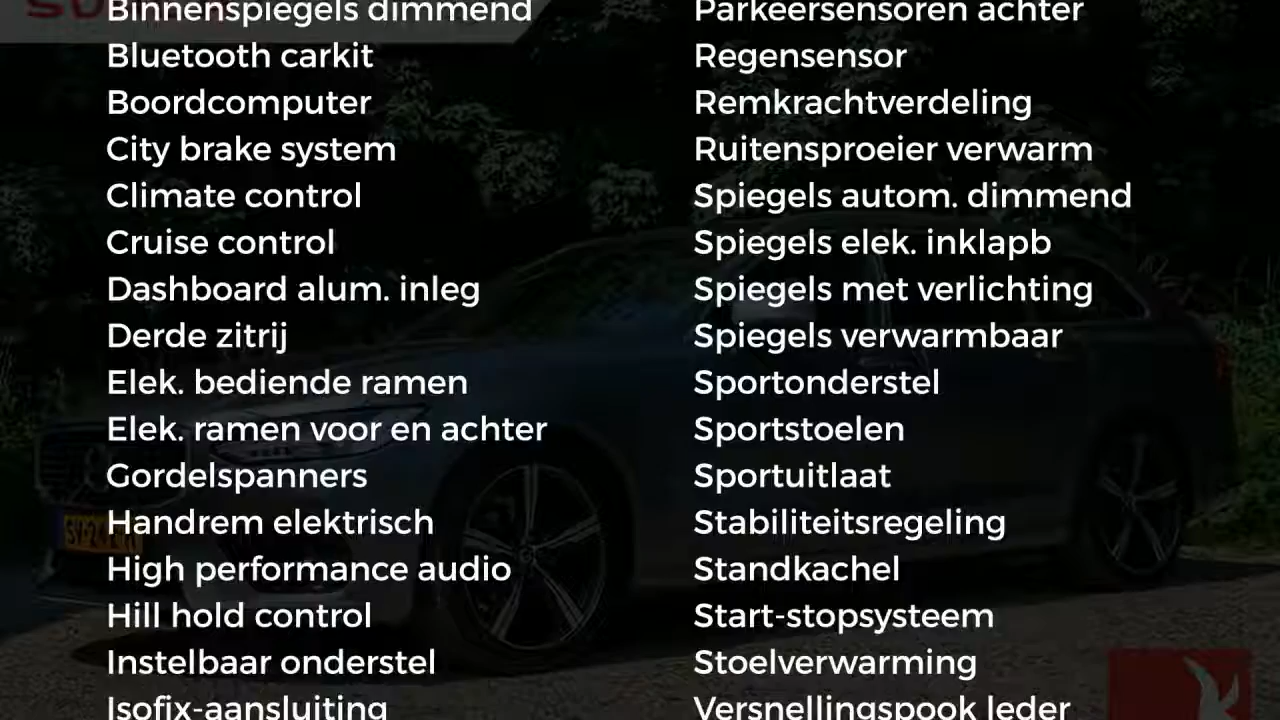 Binnenspiegels dimmend
Bluetooth carkit
Boordcomputer
City brake system
Climate control
Cruise control
Dashboard alum. inleg
Derde zitrij
Elek. bediende ramen
Elek. ramen voor en achter
Gordelspanners
Handrem elektrisch
High performance audio
Hill hold control
Instelbaar onderstel
Isofix-aansluiting
Parkeersensoren achter
Regensensor
Remkrachtverdeling
Ruitensproeier verwarm
Spiegels autom. dimmend
Spiegels elek. inklapb
Spiegels met verlichting
Spiegels verwarmbaar
Sportonderstel
Sportstoelen
Sportuitlaat
Stabiliteitsregeling
Standkachel
Start-stopsysteem
Stoelverwarming
Versnellingspook leder